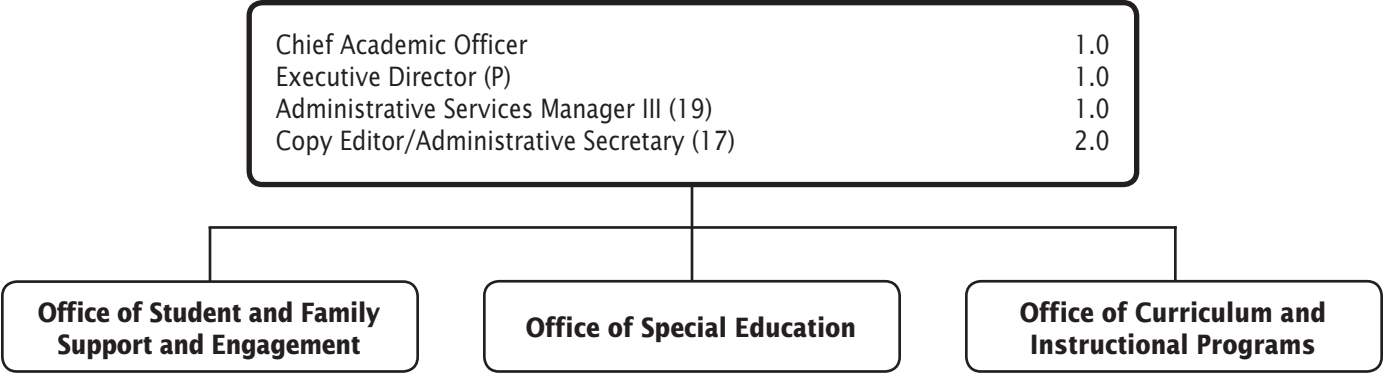 Chief Academic Officer 1.0
Executive Director (P) 1.0
Administrative Services Manager III (19) 1.0
Copy Editor/Administrative Secretary (17) 2.0
Office of Student and Family
Support and Engagement
Office of Special Education
Office of Curriculum and
Instructional Programs